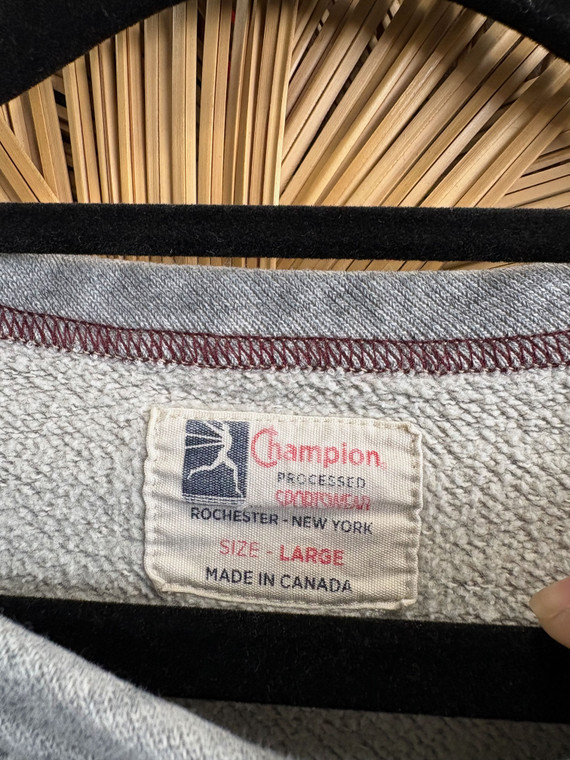 Champion
PROCESSED
SPORTSWEAR
ROCHESTER - NEW YORK
SIZE - LARGE
MADE IN CANADA